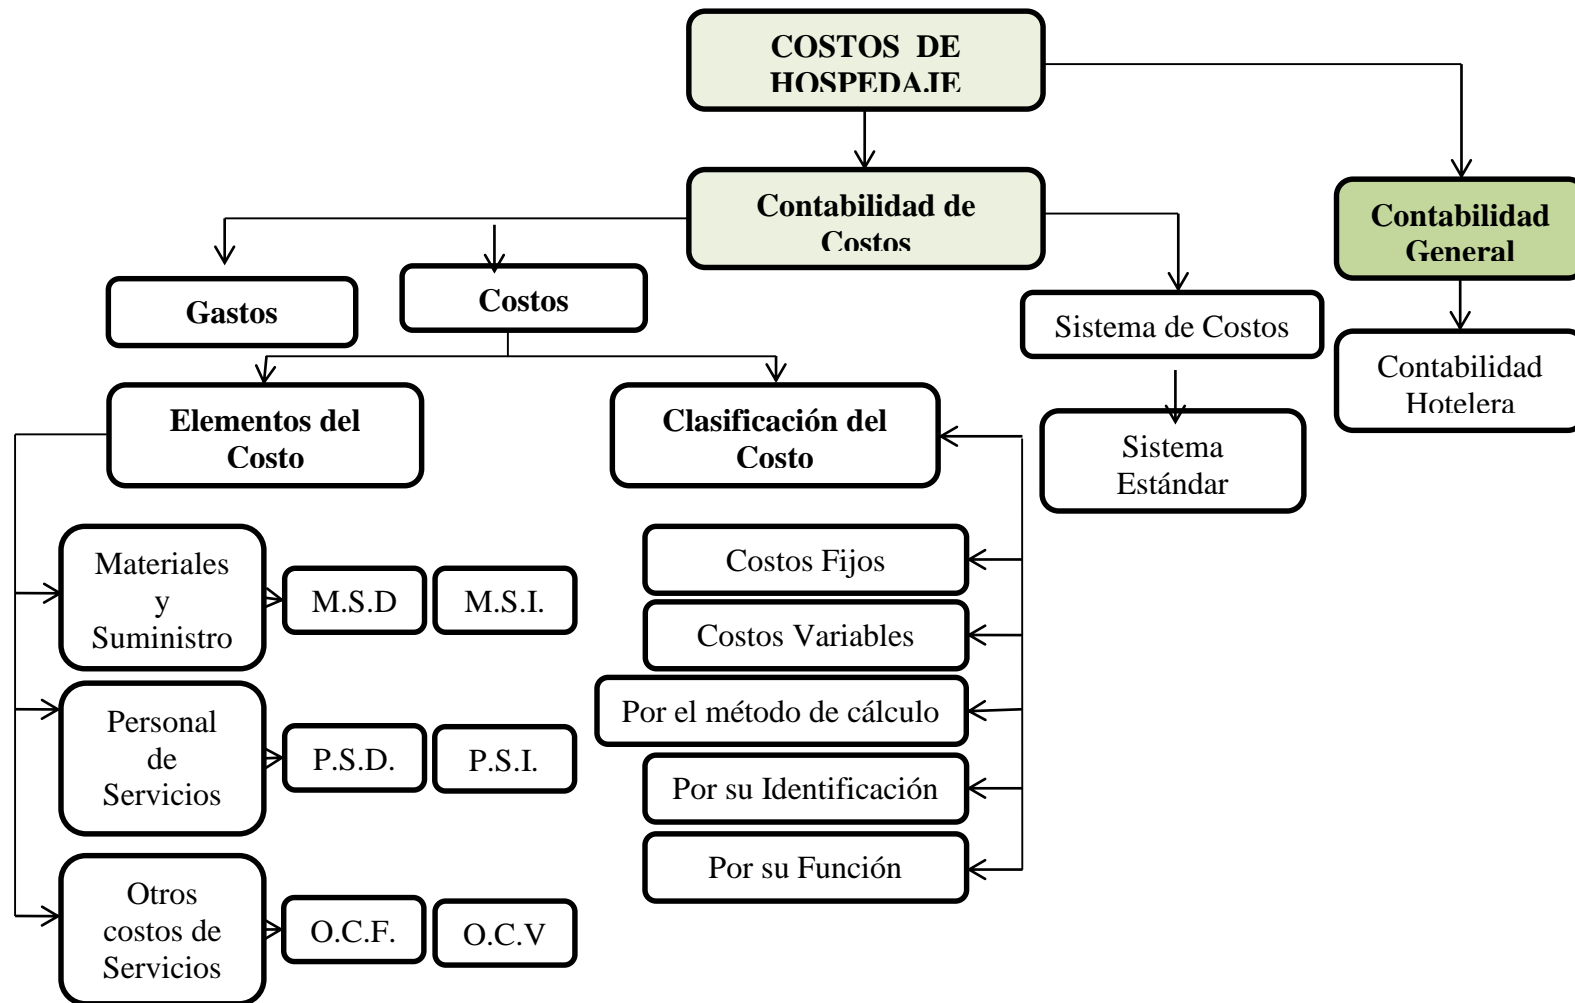 COSTOS DE
HOSPEDAJE
Contabilidad de
Costos
Contabilidad
General
Gastos
Costos
Sistema de Costos
Contabilidad
Hotelera
Elementos del
Costo
Clasificación del
Costo
Sistema
Estándar
Materiales
y
Suministro
M.S.D
M.S.I.
Personal
de
Servicios
P.S.D.
P.S.I.
Otros
costos de
Servicios
O.C.F.
O.C.V
Costos Fijos
Costos Variables
Por el método de cálculo
Por su Identificación
Por su Función